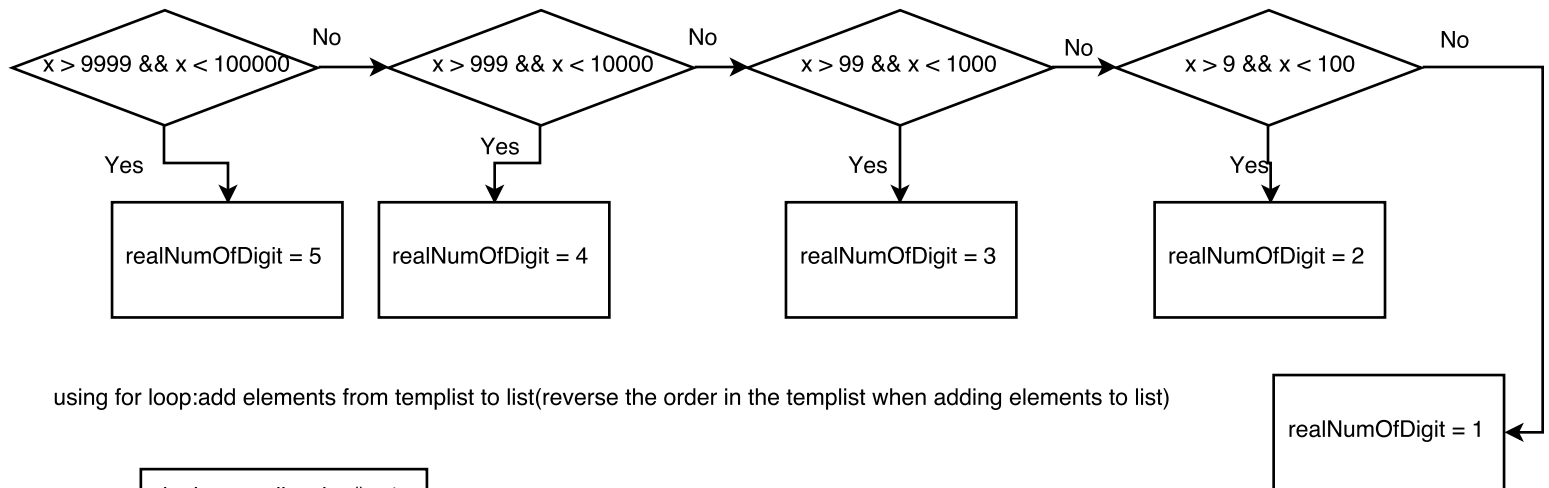 No
No
No
No
x > 9999 && x < 100000
x > 999 && x < 10000
x > 99 && x < 1000
x > 9 && x < 100
Yes
Yes
Yes
Yes
realNumOfDigit = 5
realNumOfDigit = 4
realNumOfDigit = 3
realNumOfDigit = 2
using for loop:add elements from templist to list(reverse the order in the templist when adding elements to list)
realNumOfDigit = 1